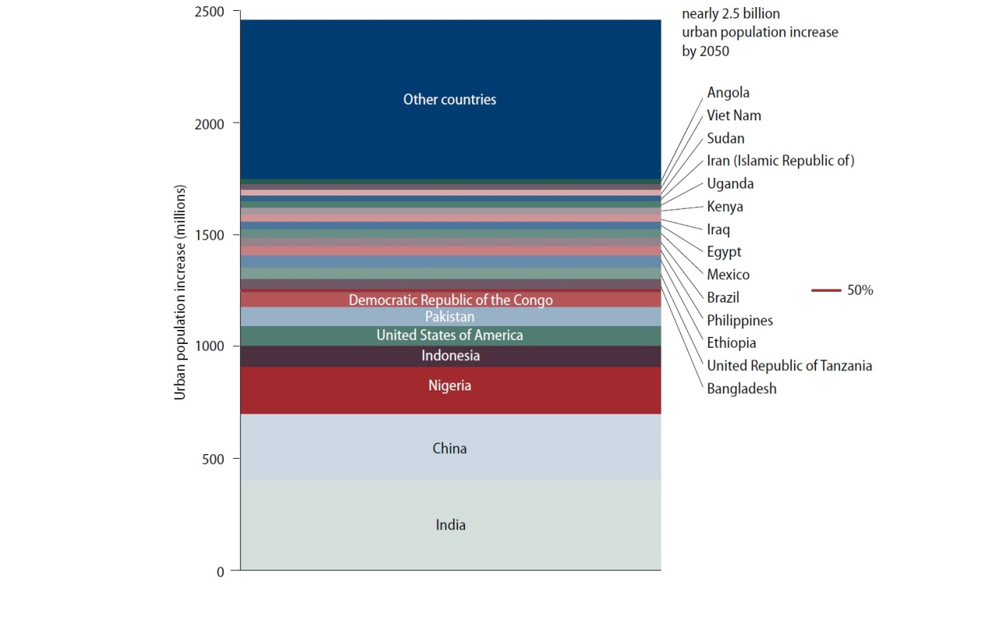 nearly 2.5 billion
urban population increase
by 2050
Urban population increase (millions)
2500
2000
1500
1000
500
0
Other countries
Democratic Republic of the Congo
Pakistan
United States of America
Indonesia
Nigeria
China
India
Angola
Viet Nam
Sudan
Iran (Islamic Republic of)
Uganda
Kenya
Iraq
Egypt
Mexico
Brazil
Philippines
Ethiopia
United Republic of Tanzania
Bangladesh
50%